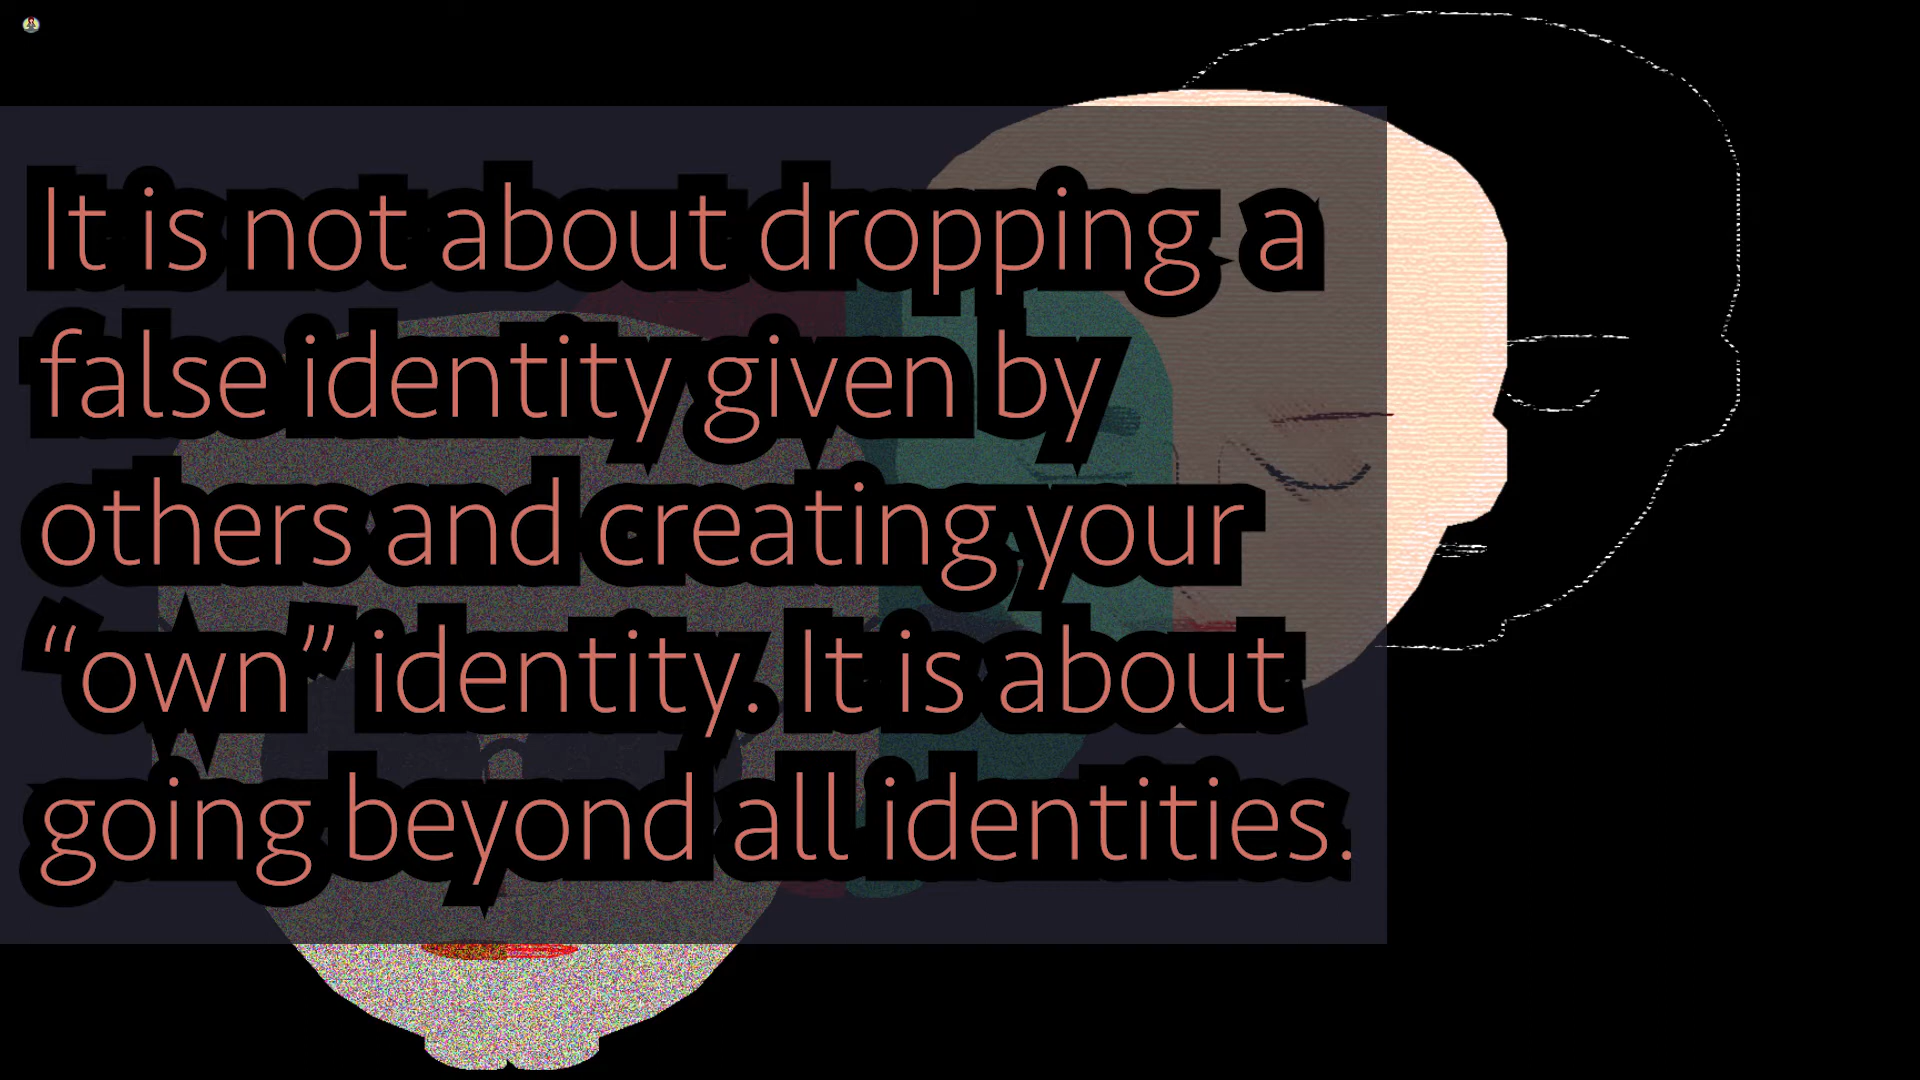 It is not about dropping a
false identity given by
others and creating your
“own” identity. It is about
going beyond all identities.